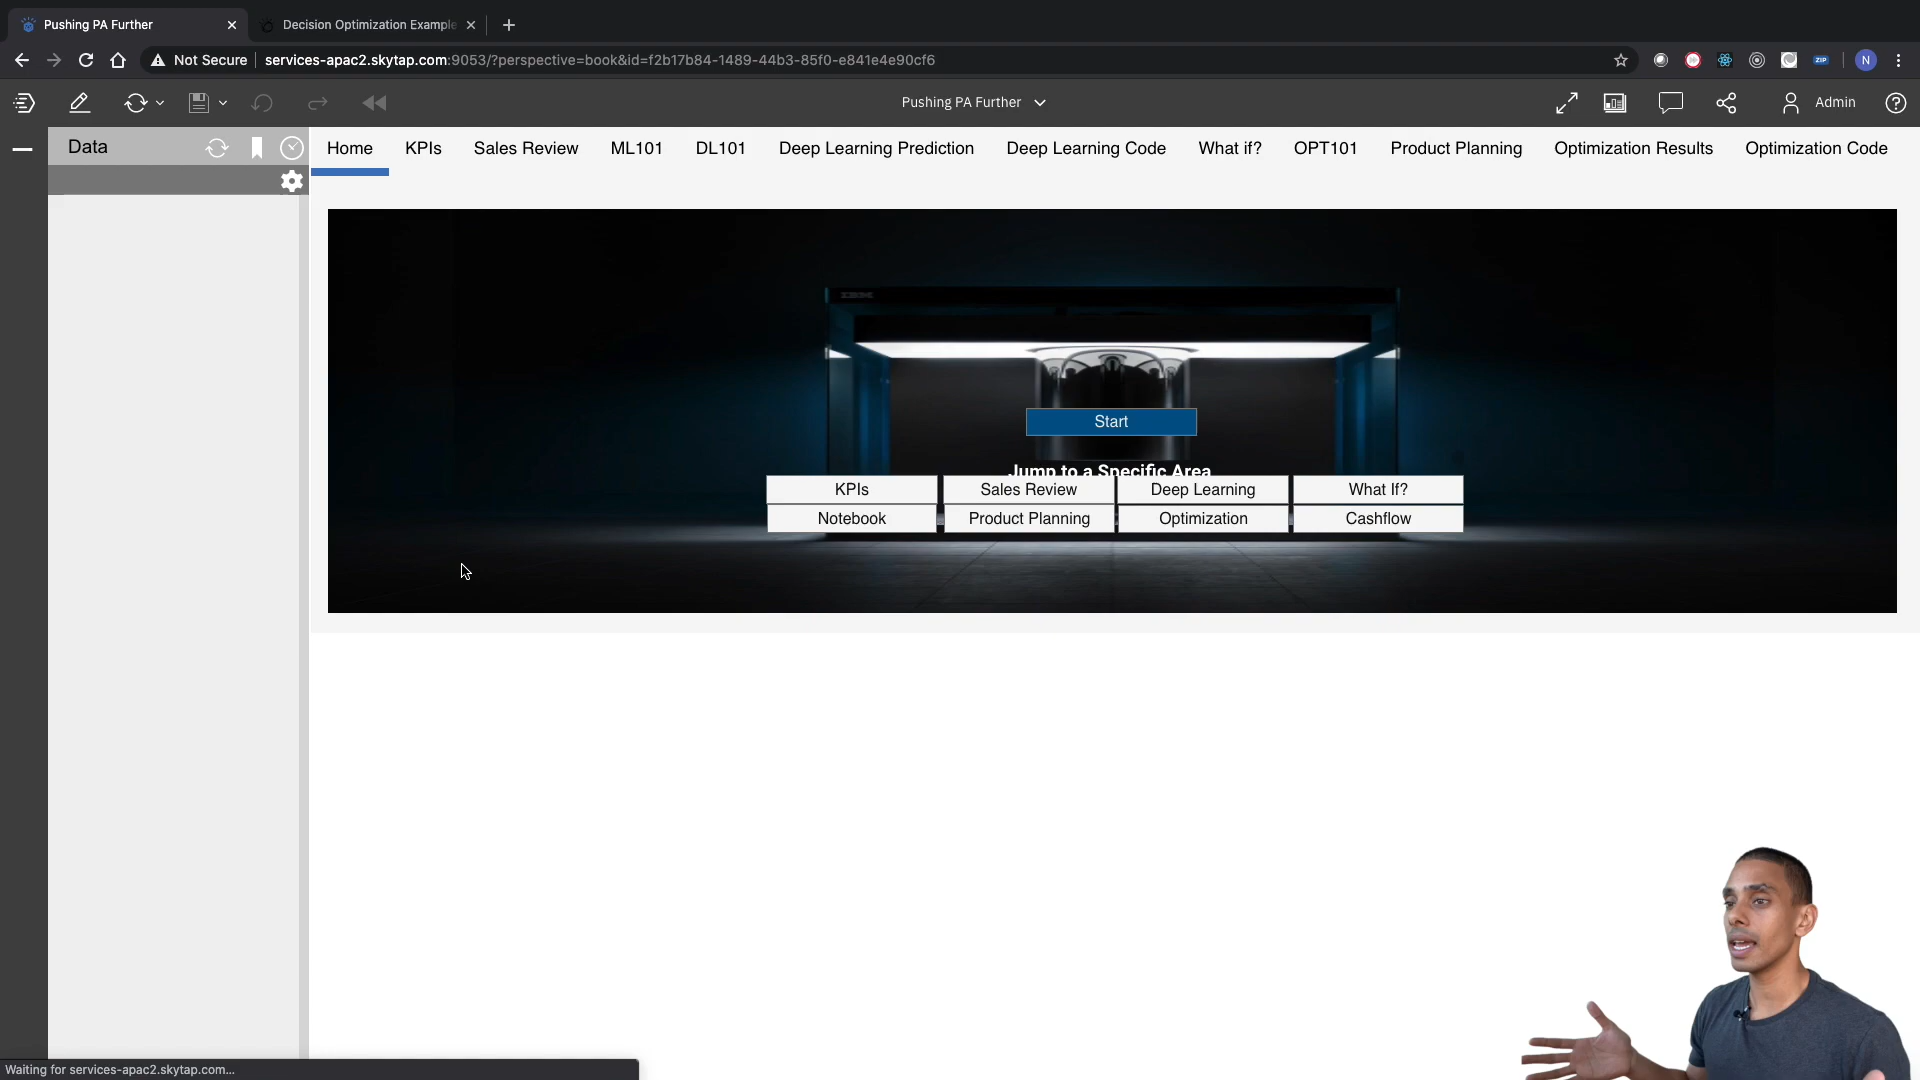 Pushing PA Further
Decision Optimization Example
Not Secure
services-apac2.skytap.com:9053/?perspective=book&id=f2b17b84-1489-44b3-85f0-e841e4e90cf6
ZIP
N
Pushing PA Further
Admin
Data
Home
KPIs
Sales Review
ML101
DL101
Deep Learning Prediction
Deep Learning Code
What if?
OPT101
Product Planning
Optimization Results
Optimization Code
IBM
Start
Jump to a Specific Area
KPIs
Sales Review
Deep Learning
What If?
Notebook
Product Planning
Optimization
Cashflow
Waiting for services-apac2.skytap.com...